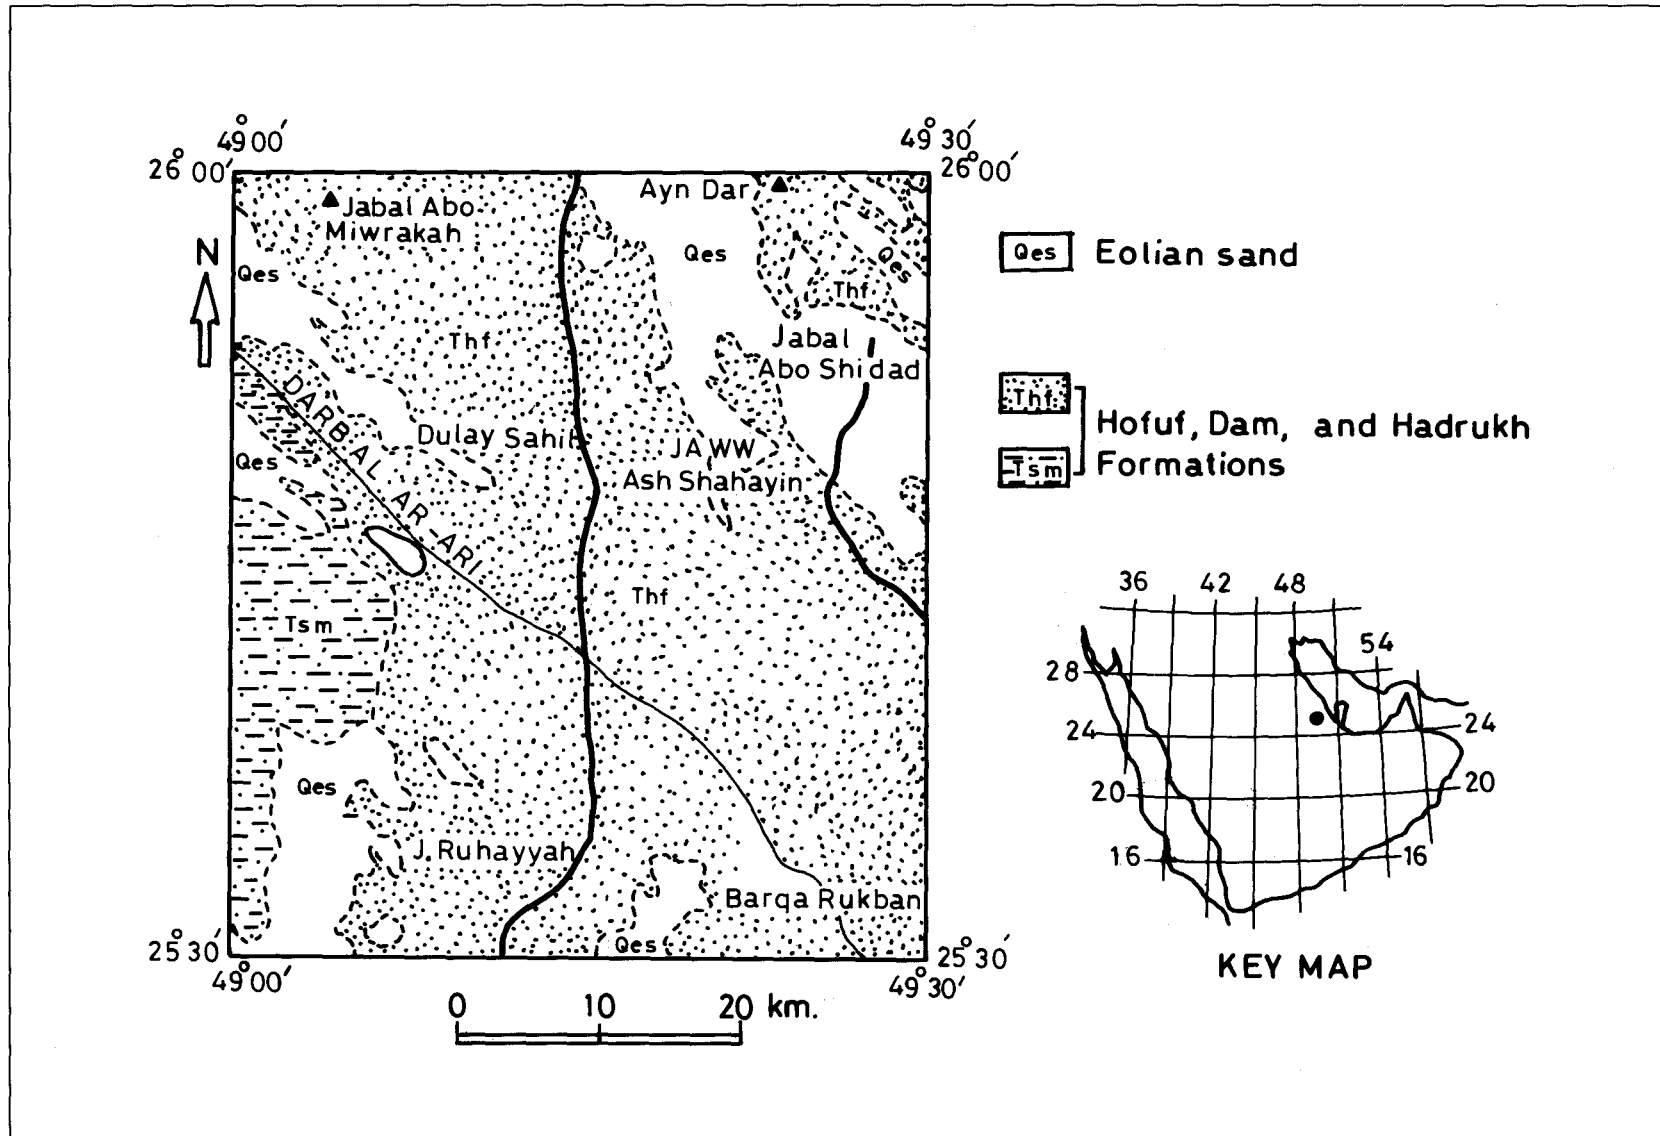 49°00′
49°30′
26°00′
26°00′
Ayn Dar
Jabal Abo
Miwrakah
N
Qes
Qes
Qes
Thf
Thf
Jabal
Abo Shidad
DARB AL AR-ARI
Dulay Sahil
JAWW
Ash Shahayin
Qes
Thf
Tsm
Qes
J. Ruhayyah
Barqa Rukban
Qes
25°30′
25°30
49°00′
49°30′
0 10 20 km.
Qes Eolian sand
Thf
Hofuf, Dam, and Hadrukh
Tsm Formations
36 42 48
54
28
24 24
20 20
16 16
KEY MAP